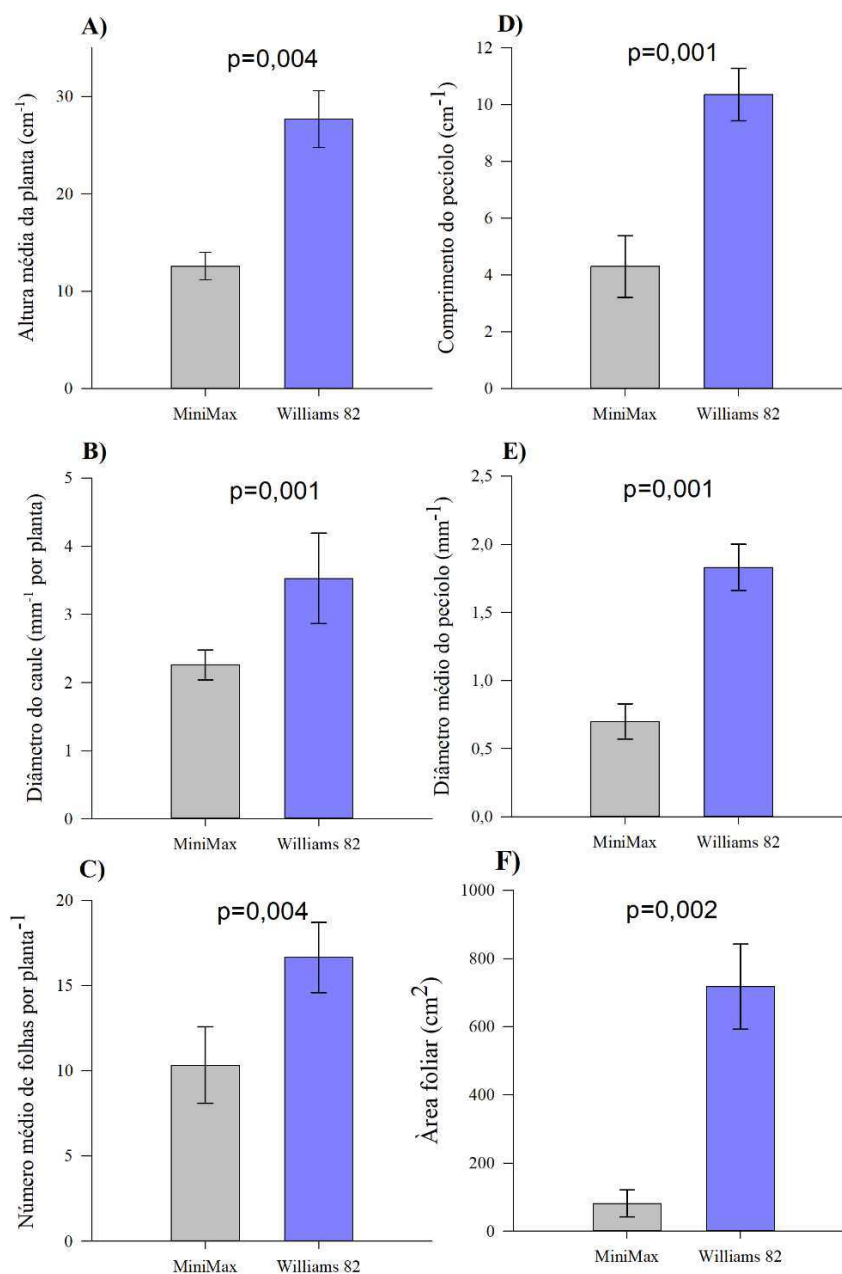 A)
p=0,004
Altura média da planta (cm⁻¹)
30
20
10
0
MiniMax Williams 82
B)
p=0,001
Diâmetro do caule (mm⁻¹ por planta)
5
4
3
2
1
0
MiniMax Williams 82
C)
p=0,004
Número médio de folhas por planta⁻¹
20
15
10
5
0
MiniMax Williams 82
D)
p=0,001
Comprimento do pecíolo (cm⁻¹)
12
10
8
6
4
2
0
MiniMax Williams 82
E)
p=0,001
Diâmetro médio do pecíolo (mm⁻¹)
2,5
2,0
1,5
1,0
0,5
0,0
MiniMax Williams 82
F)
p=0,002
Àrea foliar (cm²)
1000
800
600
400
200
0
MiniMax Williams 82